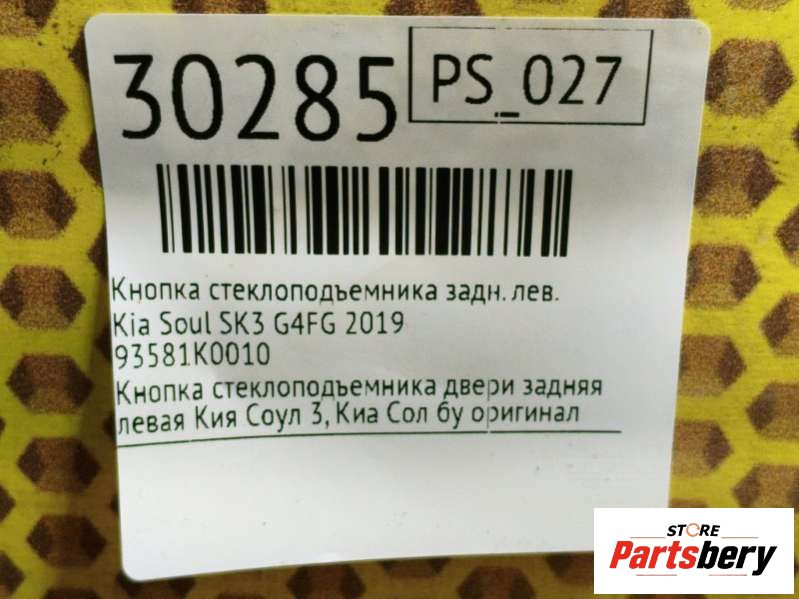 30285
PS_027
Кнопка стеклоподъемника задн. лев.
Kia Soul SK3 G4FG 2019
93581K0010
Кнопка стеклоподъемника двери задняя
левая Кия Соул 3, Киа Сол бу оригинал
STORE
Partsbery